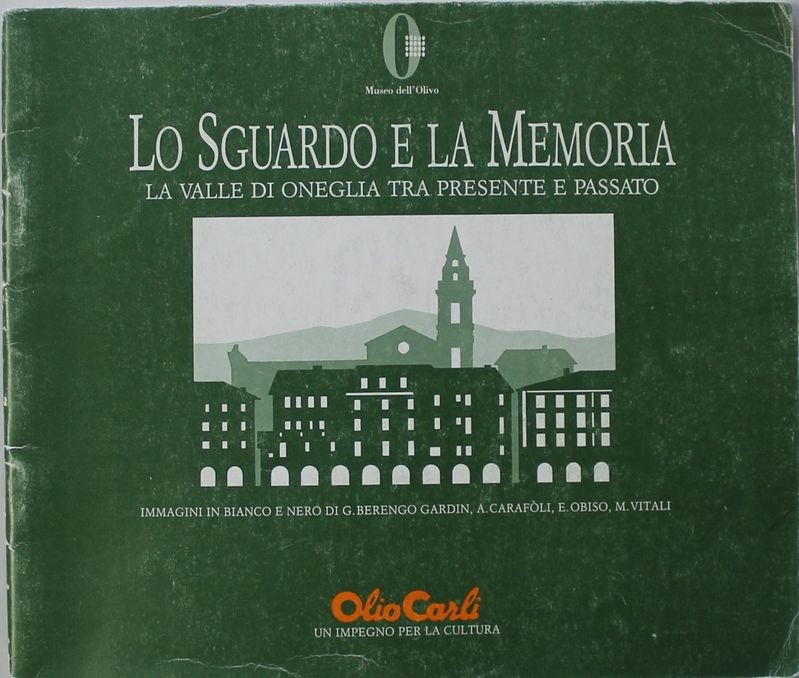 O
Museo dell'Olivo
LO SGUARDO E LA MEMORIA
LA VALLE DI ONEGLIA TRA PRESENTE E PASSATO
IMMAGINI IN BIANCO E NERO DI G. BERENGO GARDIN, A. CARAFÒLI, E. OBISO, M. VITALI
Olio Carli
UN IMPEGNO PER LA CULTURA